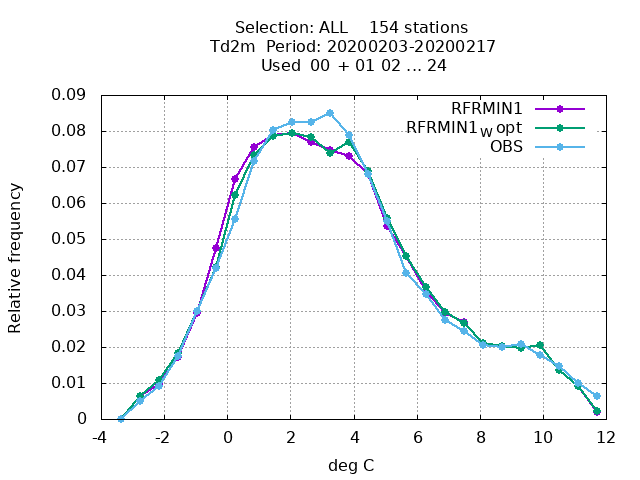 Selection: ALL    154 stations
Td2m  Period: 20200203-20200217
Used  00  + 01 02 ... 24
RFRMIN1
RFRMIN1w opt
OBS
Relative frequency
0.09
0.08
0.07
0.06
0.05
0.04
0.03
0.02
0.01
0
-4 -2 0 2 4 6 8 10 12
deg C